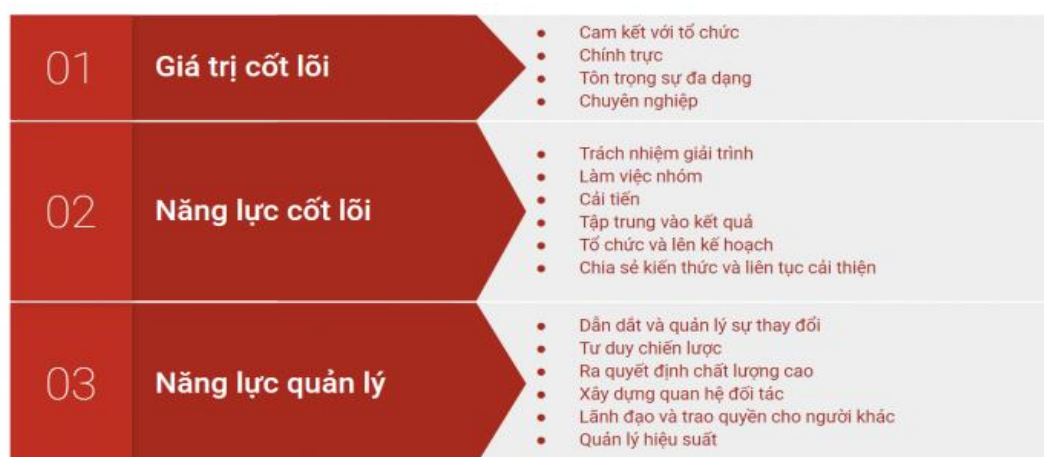 01
Giá trị cốt lõi
• Cam kết với tổ chức
• Chính trực
• Tôn trọng sự đa dạng
• Chuyên nghiệp
02
Năng lực cốt lõi
• Trách nhiệm giải trình
• Làm việc nhóm
• Cải tiến
• Tập trung vào kết quả
• Tổ chức và lên kế hoạch
• Chia sẻ kiến thức và liên tục cải thiện
03
Năng lực quản lý
• Dẫn dắt và quản lý sự thay đổi
• Tư duy chiến lược
• Ra quyết định chất lượng cao
• Xây dựng quan hệ đối tác
• Lãnh đạo và trao quyền cho người khác
• Quản lý hiệu suất